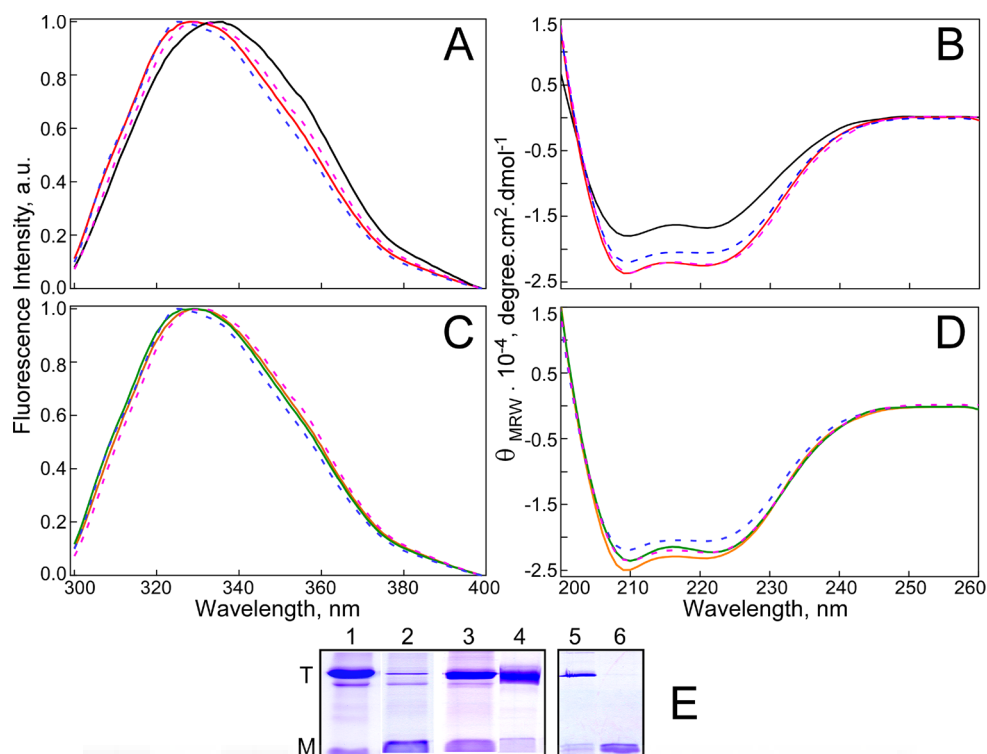 A
B
1.0
0.8
0.6
0.4
0.2
0.0
1.5
0.5
-0.5
-1.5
-2.5
C
D
1.0
0.8
0.6
0.4
0.2
0.0
300 320 340 360 380 400
Wavelength, nm
Fluorescence Intensity, a.u.
1.5
0.5
-0.5
-1.5
-2.5
200 210 220 230 240 250 260
Wavelength, nm
θ MRW . 10-4, degree.cm2.dmol-1
1 2 3 4 5 6
T
M
E